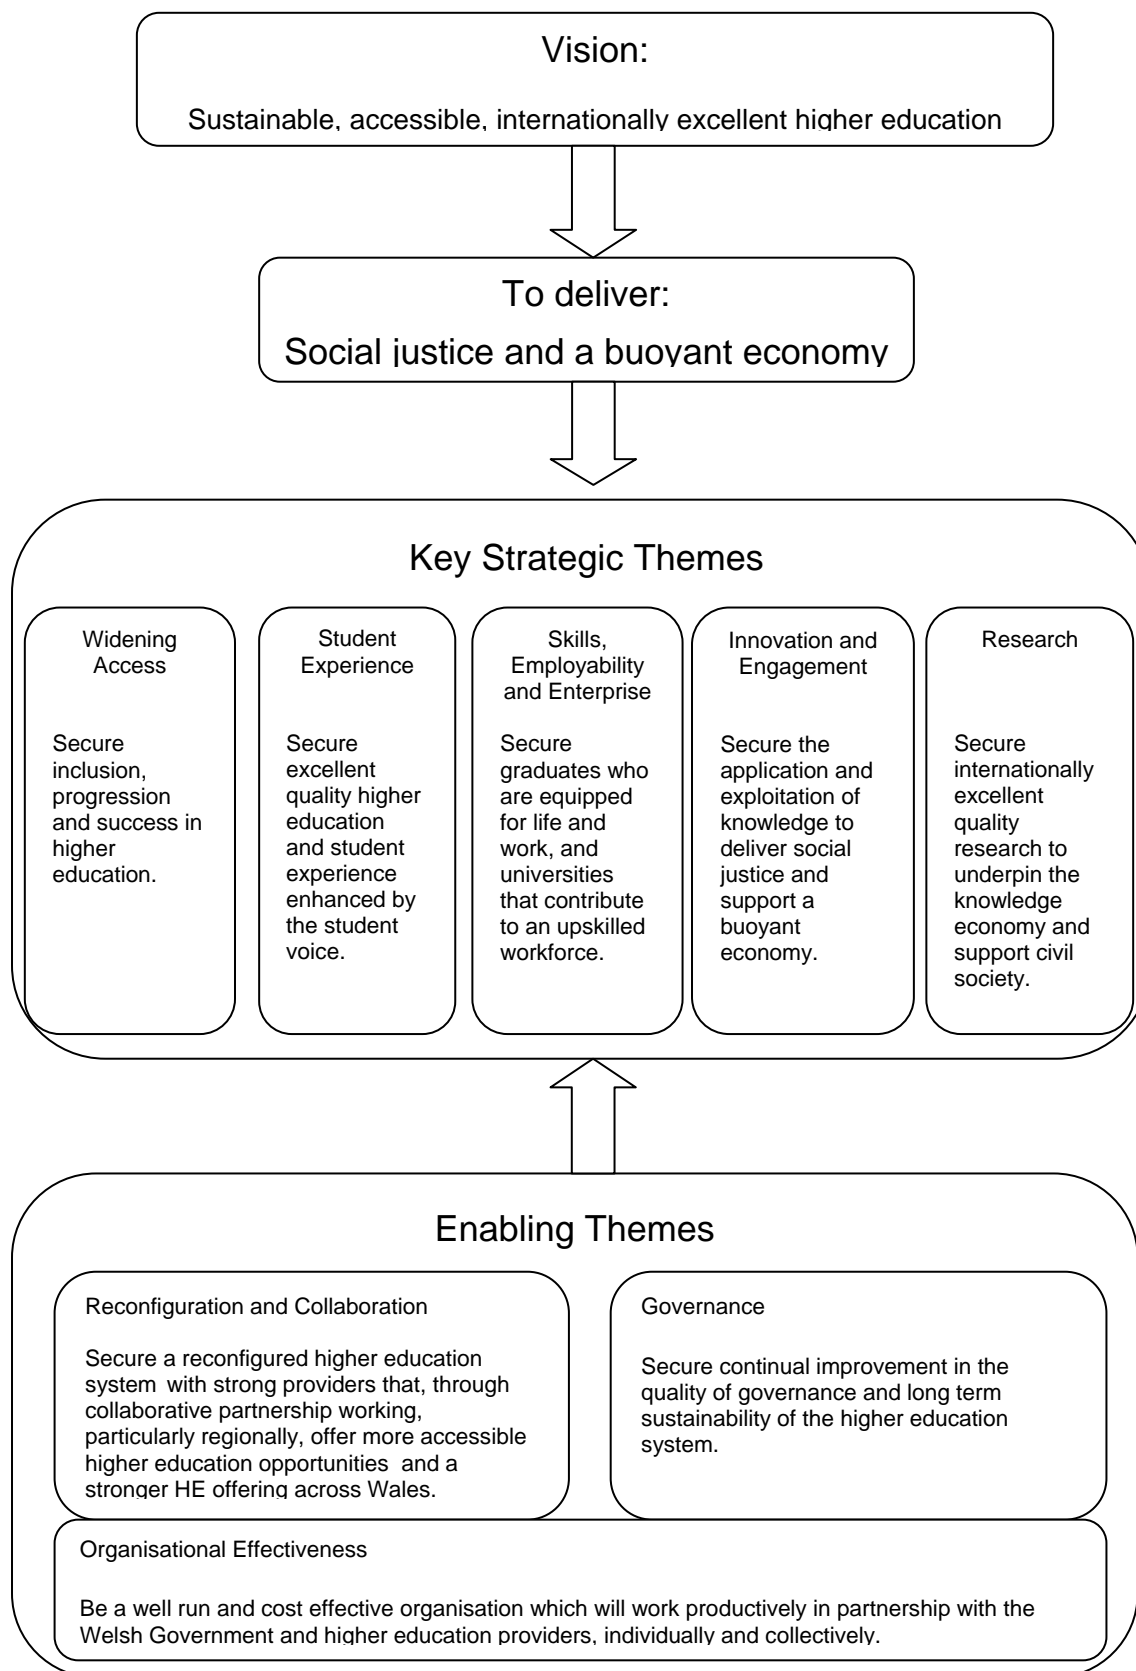 Vision:
Sustainable, accessible, internationally excellent higher education
To deliver:
Social justice and a buoyant economy
Key Strategic Themes
Widening
Access
Secure
inclusion,
progression
and success in
higher
education.
Student
Experience
Secure
excellent
quality higher
education
and student
experience
enhanced by
the student
voice.
Skills,
Employability
and Enterprise
Secure
graduates who
are equipped
for life and
work, and
universities
that contribute
to an upskilled
workforce.
Innovation and
Engagement
Secure the
application and
exploitation of
knowledge to
deliver social
justice and
support a
buoyant
economy.
Research
Secure
internationally
excellent
quality
research to
underpin the
knowledge
economy and
support civil
society.
Enabling Themes
Reconfiguration and Collaboration
Secure a reconfigured higher education
system with strong providers that, through
collaborative partnership working,
particularly regionally, offer more accessible
higher education opportunities and a
stronger HE offering across Wales.
Governance
Secure continual improvement in the
quality of governance and long term
sustainability of the higher education
system.
Organisational Effectiveness
Be a well run and cost effective organisation which will work productively in partnership with the
Welsh Government and higher education providers, individually and collectively.